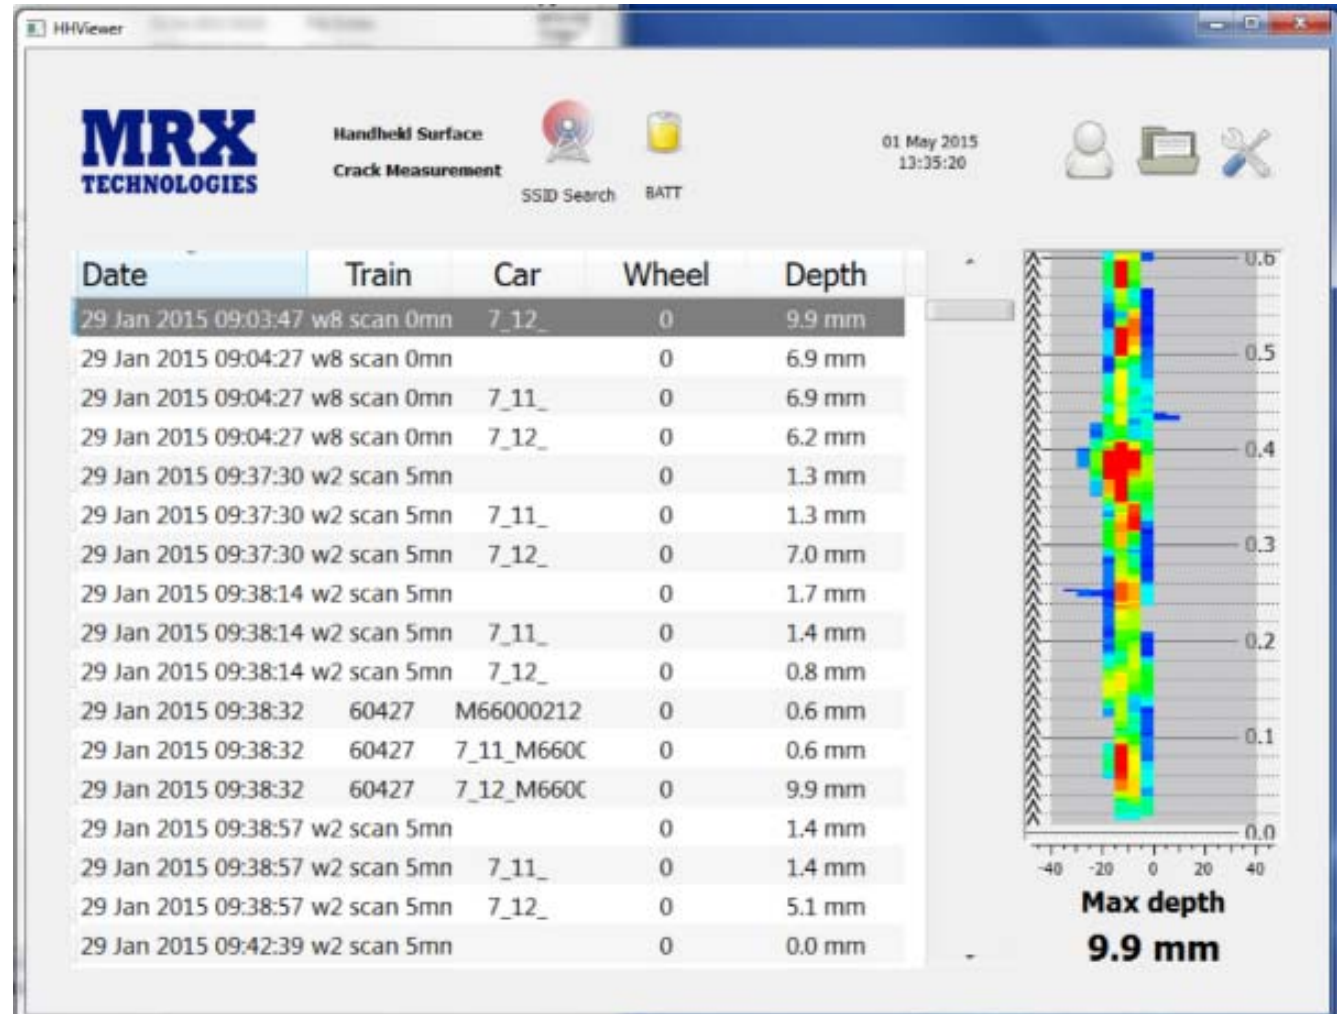 HHViewer
MRX
TECHNOLOGIES
Handheld Surface
Crack Measurement
SSID Search
BATT
01 May 2015
13:35:20
Date Train Car Wheel Depth
29 Jan 2015 09:03:47 w8 scan 0mn 7_12_ 0 9.9 mm
29 Jan 2015 09:04:27 w8 scan 0mn 0 6.9 mm
29 Jan 2015 09:04:27 w8 scan 0mn 7_11_ 0 6.9 mm
29 Jan 2015 09:04:27 w8 scan 0mn 7_12_ 0 6.2 mm
29 Jan 2015 09:37:30 w2 scan 5mn 0 1.3 mm
29 Jan 2015 09:37:30 w2 scan 5mn 7_11_ 0 1.3 mm
29 Jan 2015 09:37:30 w2 scan 5mn 7_12_ 0 7.0 mm
29 Jan 2015 09:38:14 w2 scan 5mn 0 1.7 mm
29 Jan 2015 09:38:14 w2 scan 5mn 7_11_ 0 1.4 mm
29 Jan 2015 09:38:14 w2 scan 5mn 7_12_ 0 0.8 mm
29 Jan 2015 09:38:32 60427 M66000212 0 0.6 mm
29 Jan 2015 09:38:32 60427 7_11_M660C 0 0.6 mm
29 Jan 2015 09:38:32 60427 7_12_M660C 0 9.9 mm
29 Jan 2015 09:38:57 w2 scan 5mn 0 1.4 mm
29 Jan 2015 09:38:57 w2 scan 5mn 7_11_ 0 1.4 mm
29 Jan 2015 09:38:57 w2 scan 5mn 7_12_ 0 5.1 mm
29 Jan 2015 09:42:39 w2 scan 5mn 0 0.0 mm
0.6
0.5
0.4
0.3
0.2
0.1
0.0
-40 -20 0 20 40
Max depth
9.9 mm